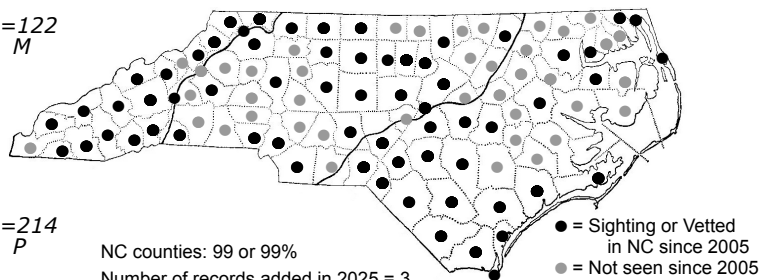 =122
M
=214
P
NC counties: 99 or 99%
Number of records added in 2025 = 3
= Sighting or Vetted
in NC since 2005
= Not seen since 2005